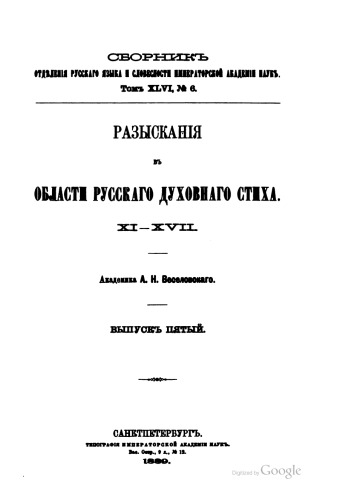 СБОРНИКЪ
ОТДѢЛЕНІЯ РУССКАГО ЯЗЫКА И СЛОВЕСНОСТИ ИМПЕРАТОРСКОЙ АКАДЕМІИ НАУКЪ.
Томъ XLVI, № 6.
РАЗЫСКАНІЯ
въ
ОБЛАСТИ РУССКАГО ДУХОВНАГО СТИХА.
XI—XVII.
Академика А. Н. Веселовскаго.
ВЫПУСКЪ ПЯТЫЙ.
САНКТПЕТЕРБУРГЪ.
ТИПОГРАФІЯ ИМПЕРАТОРСКОЙ АКАДЕМІИ НАУКЪ.
Вас. Остр., 9 л., № 12.
1889.
Digitized by Google